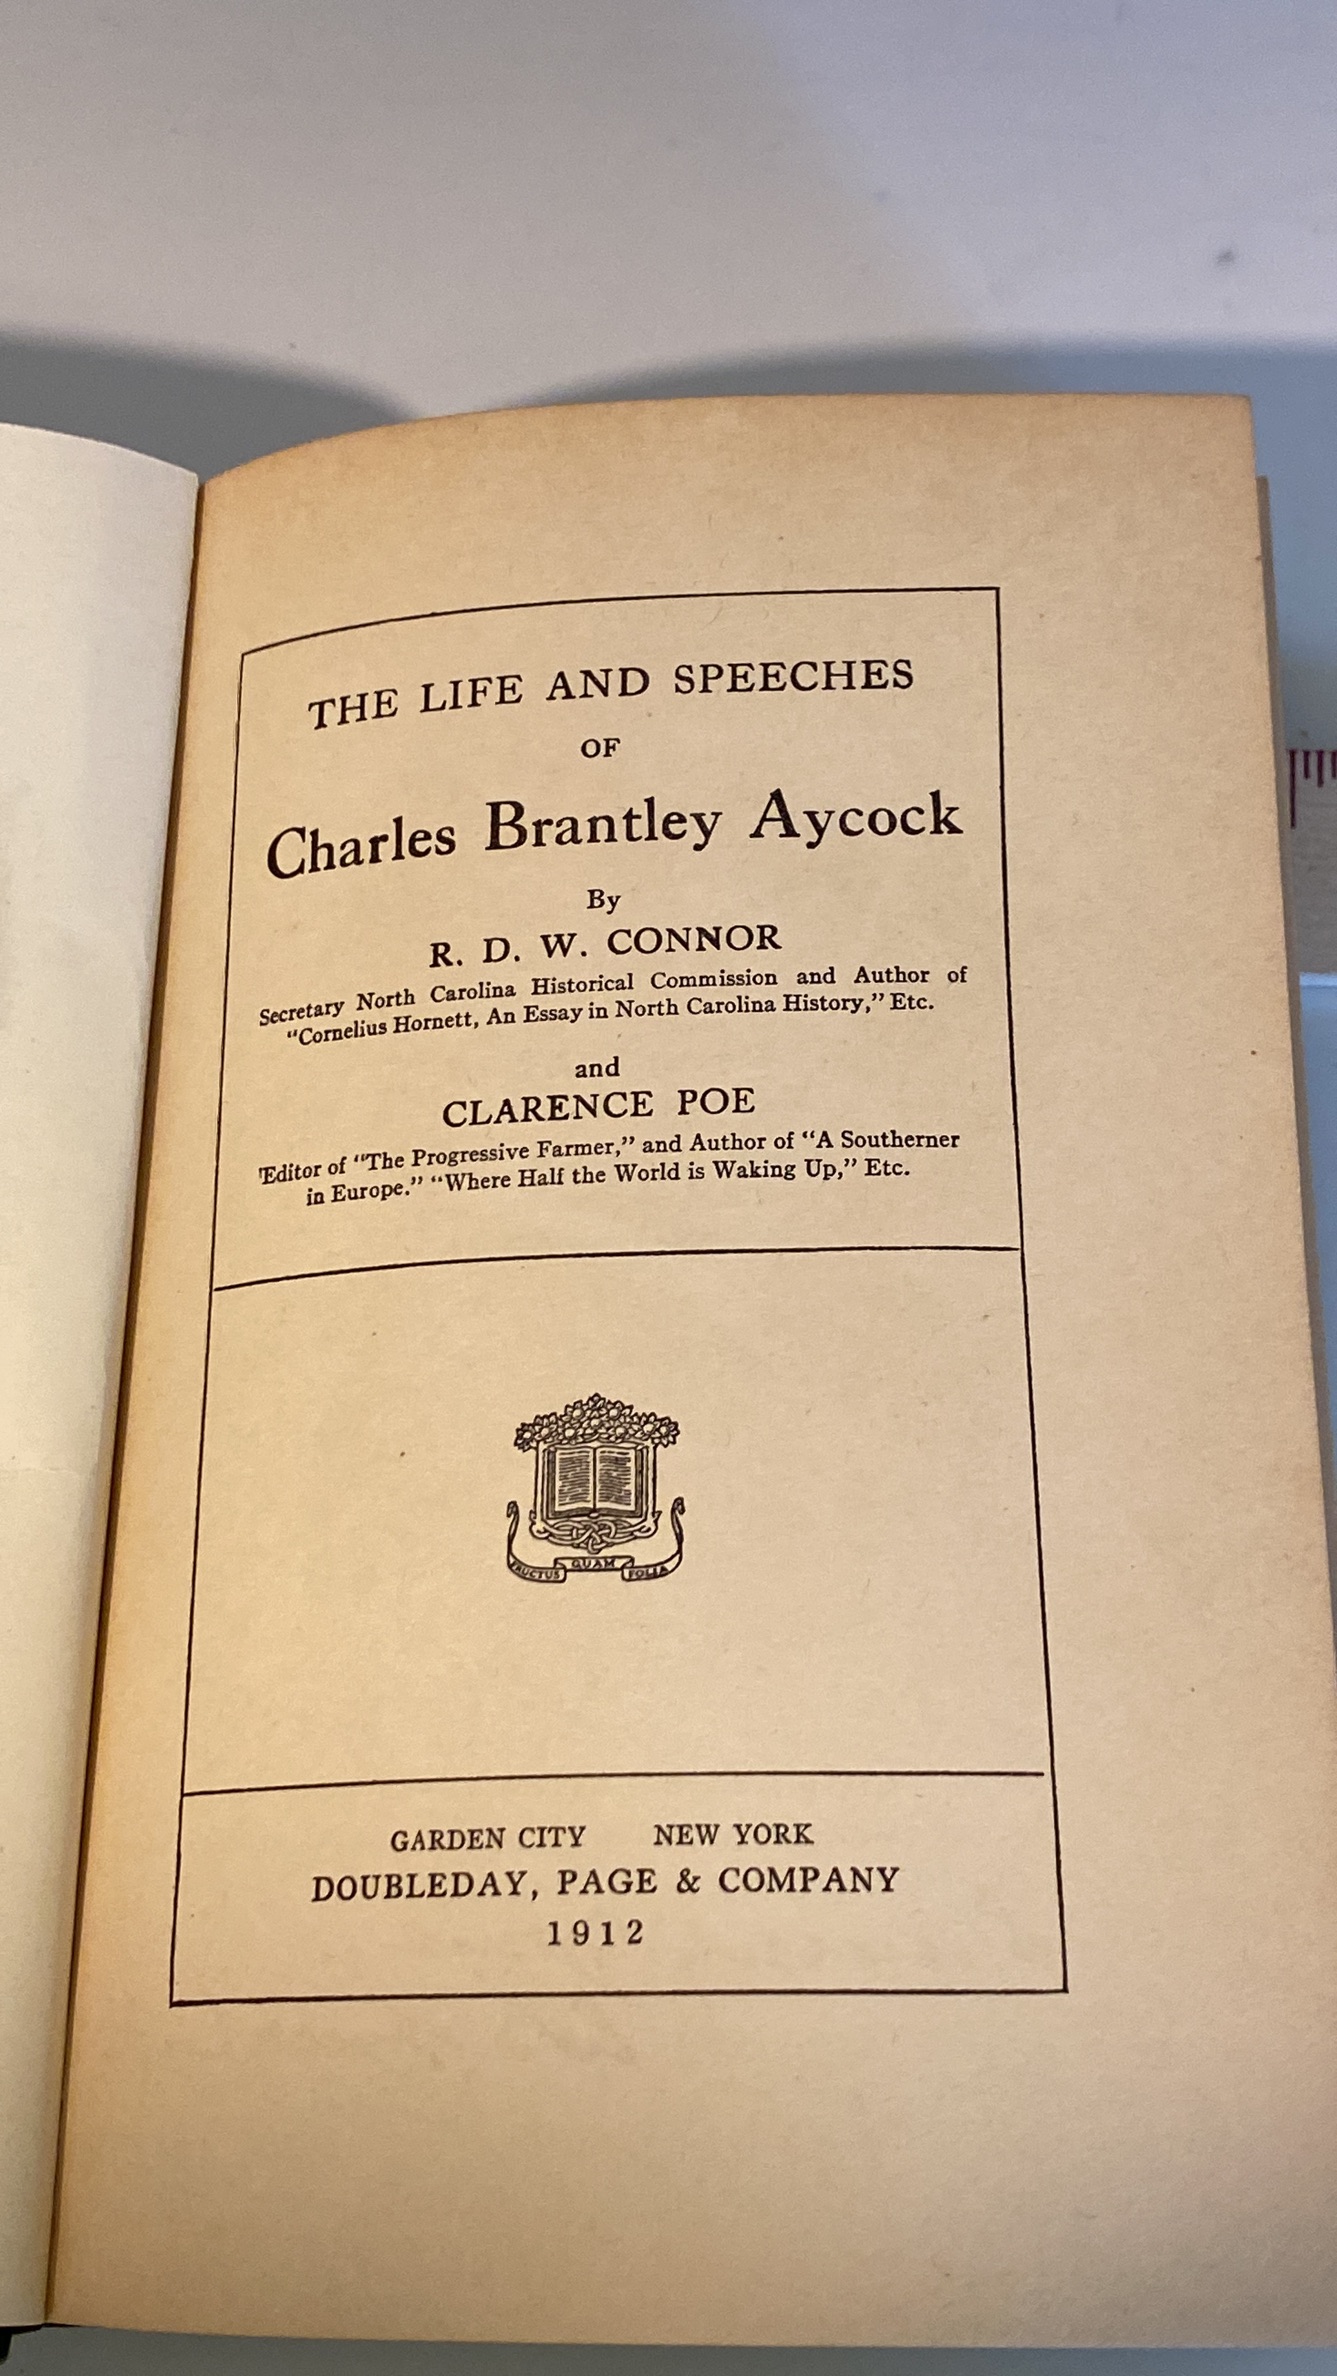 THE LIFE AND SPEECHES
OF
Charles Brantley Aycock
By
R. D. W. CONNOR
Secretary North Carolina Historical Commission and Author of
"Cornelius Hornett, An Essay in North Carolina History," Etc.
and
CLARENCE POE
'Editor of "The Progressive Farmer," and Author of "A Southerner
in Europe." "Where Half the World is Waking Up," Etc.
FRUCTUS QUAM FOLIA
GARDEN CITY NEW YORK
DOUBLEDAY, PAGE & COMPANY
1912